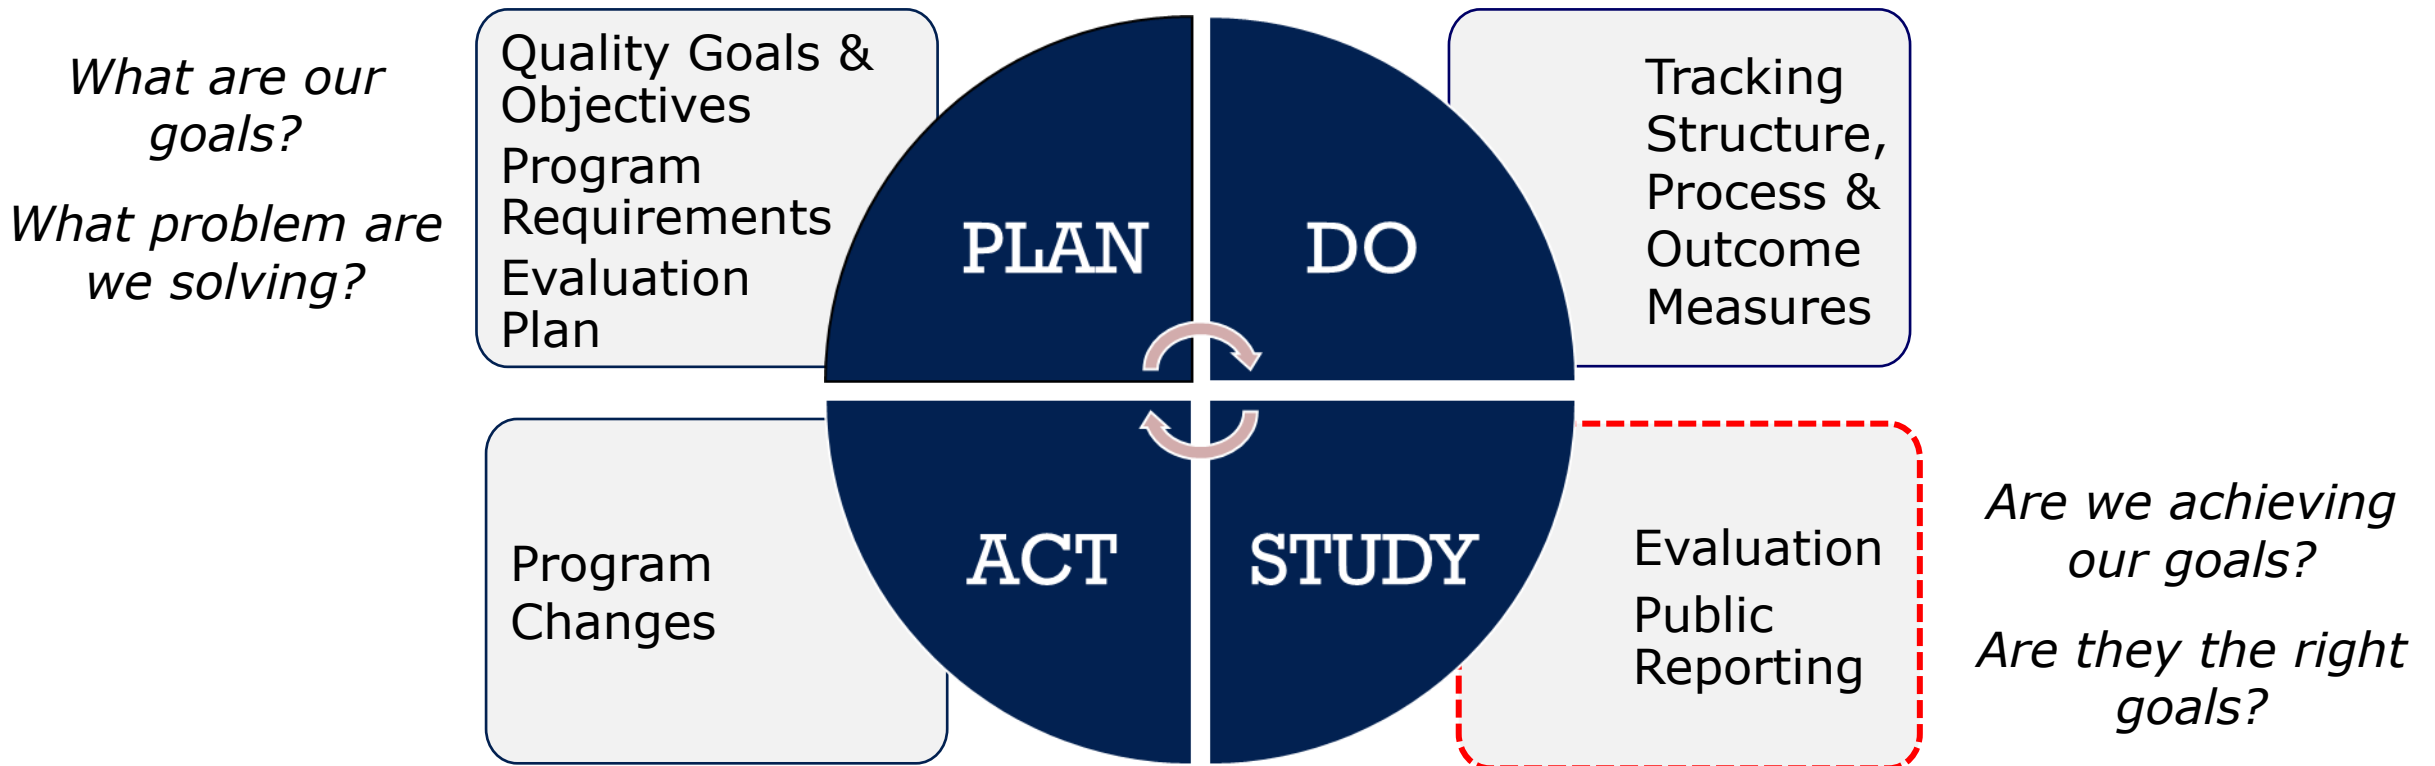 What are our
goals?
What problem are
we solving?
Quality Goals &
Objectives
Program
Requirements
Evaluation
Plan
PLAN
DO
Tracking
Structure,
Process &
Outcome
Measures
Program
Changes
ACT
STUDY
Evaluation
Public
Reporting
Are we achieving
our goals?
Are they the right
goals?